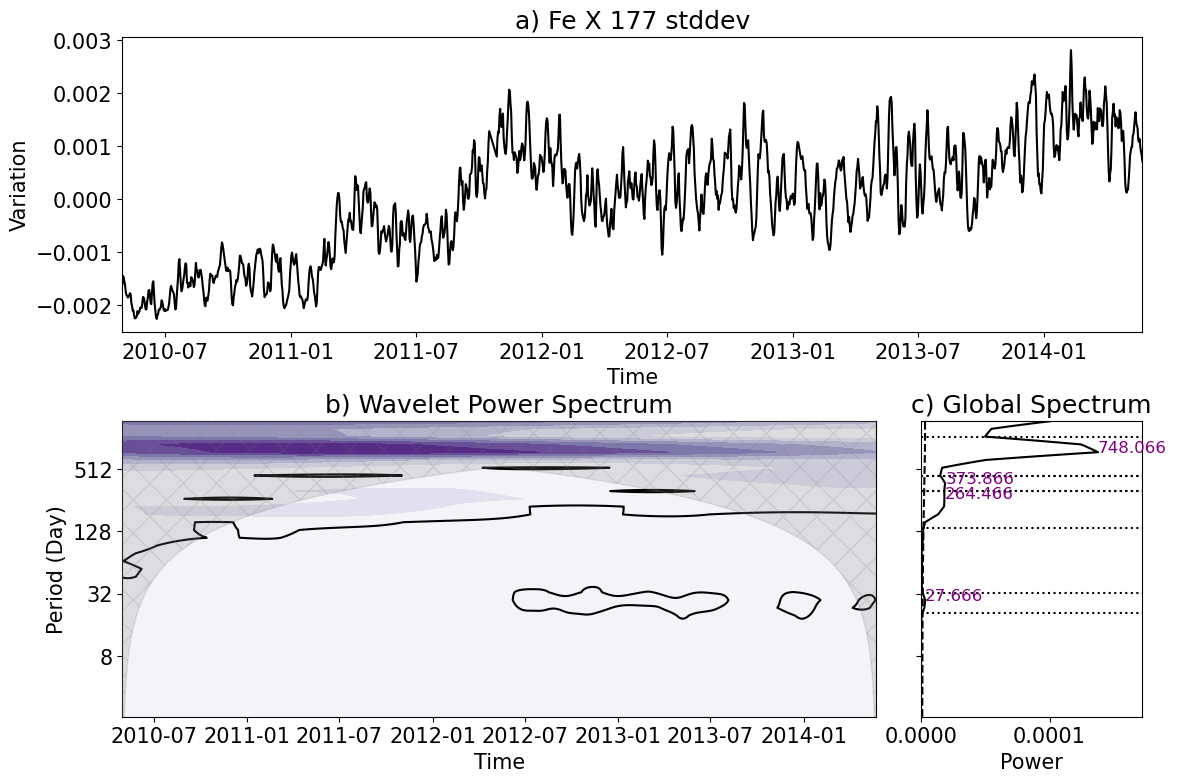 a) Fe X 177 stddev
Variation
0.003
0.002
0.001
0.000
−0.001
−0.002
2010-07 2011-01 2011-07 2012-01 2012-07 2013-01 2013-07 2014-01
Time
b) Wavelet Power Spectrum
Period (Day)
512
128
32
8
2010-07 2011-01 2011-07 2012-01 2012-07 2013-01 2013-07 2014-01
Time
c) Global Spectrum
748.066
373.866
264.466
27.666
0.0000 0.0001
Power